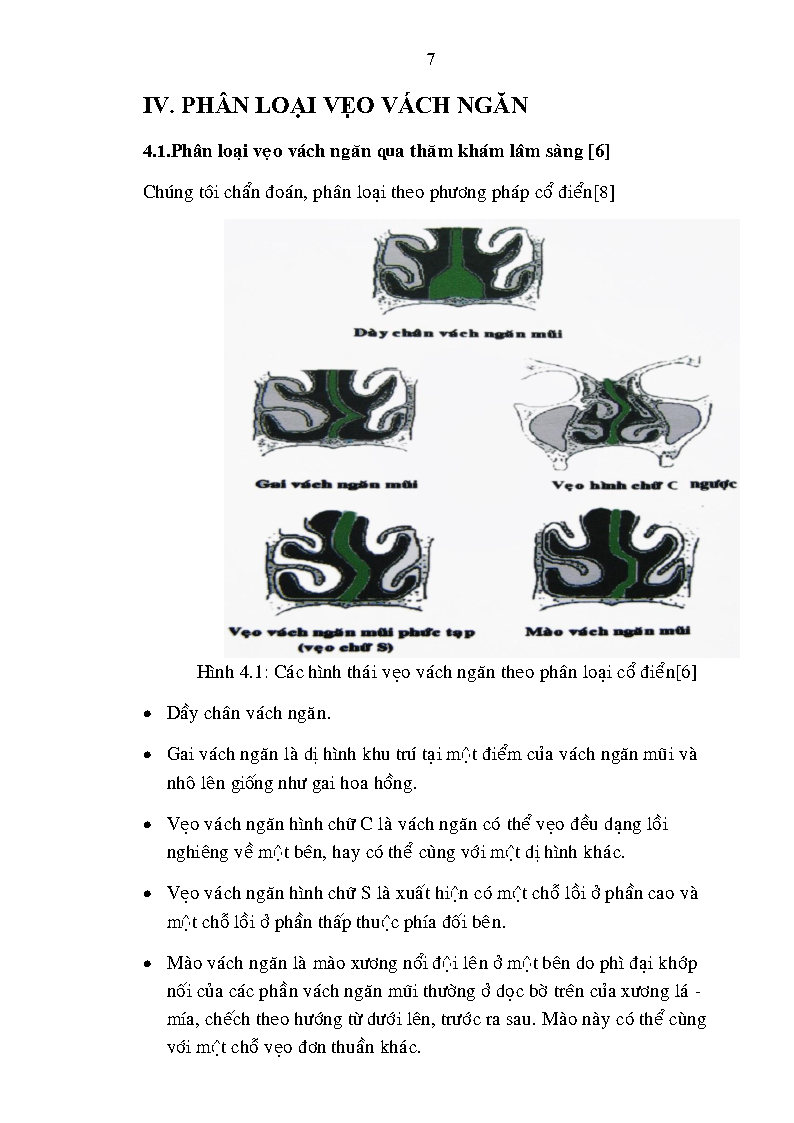 7
IV. PHÂN LOẠI VẸO VÁCH NGĂN
4.1.Phân loại vẹo vách ngăn qua thăm khám lâm sàng [6]
Chúng tôi chẩn đoán, phân loại theo phương pháp cổ điển[8]
Dày chân vách ngăn mũi
Gai vách ngăn mũi
Vẹo hình chữ C ngược
Vẹo vách ngăn mũi phức tạp
(vẹo chữ S)
Mào vách ngăn mũi
Hình 4.1: Các hình thái vẹo vách ngăn theo phân loại cổ điển[6]
• Dầy chân vách ngăn.
• Gai vách ngăn là dị hình khu trú tại một điểm của vách ngăn mũi và
nhô lên giống như gai hoa hồng.
• Vẹo vách ngăn hình chữ C là vách ngăn có thể vẹo đều dạng lồi
nghiêng về một bên, hay có thể cùng với một dị hình khác.
• Vẹo vách ngăn hình chữ S là xuất hiện có một chỗ lồi ở phần cao và
một chỗ lồi ở phần thấp thuộc phía đối bên.
• Mào vách ngăn là mào xương nổi đội lên ở một bên do phì đại khớp
nối của các phần vách ngăn mũi thường ở dọc bờ trên của xương lá -
mía, chếch theo hướng từ dưới lên, trước ra sau. Mào này có thể cùng
với một chỗ vẹo đơn thuần khác.